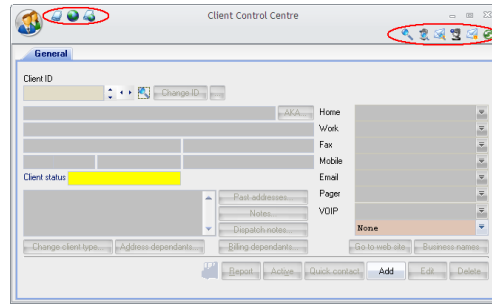 Client Control Centre
General
Client ID
Change ID
AKA...
Home
Work
Fax
Mobile
Client status
Email
Past addresses...
Pager
Notes...
VOIP
Dispatch notes...
None
Change client type...
Address dependants...
Billing dependants...
Go to web site
Business names
Report
Active
Quick contact
Add
Edit
Delete